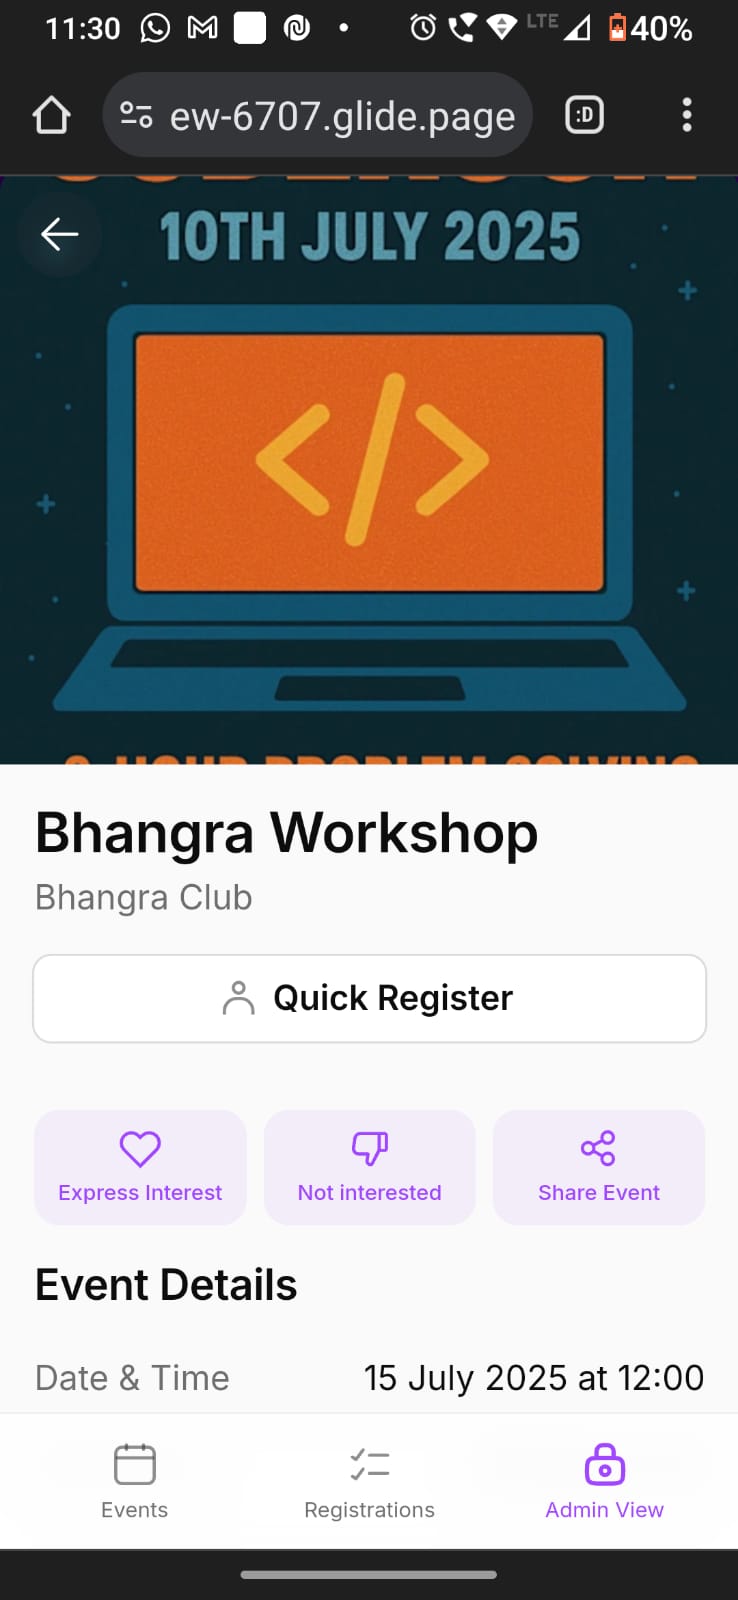 11:30
LTE
40%
ew-6707.glide.page
:D
10TH JULY 2025
</>
Bhangra Workshop
Bhangra Club
Quick Register
Express Interest
Not interested
Share Event
Event Details
Date & Time
15 July 2025 at 12:00
Events
Registrations
Admin View